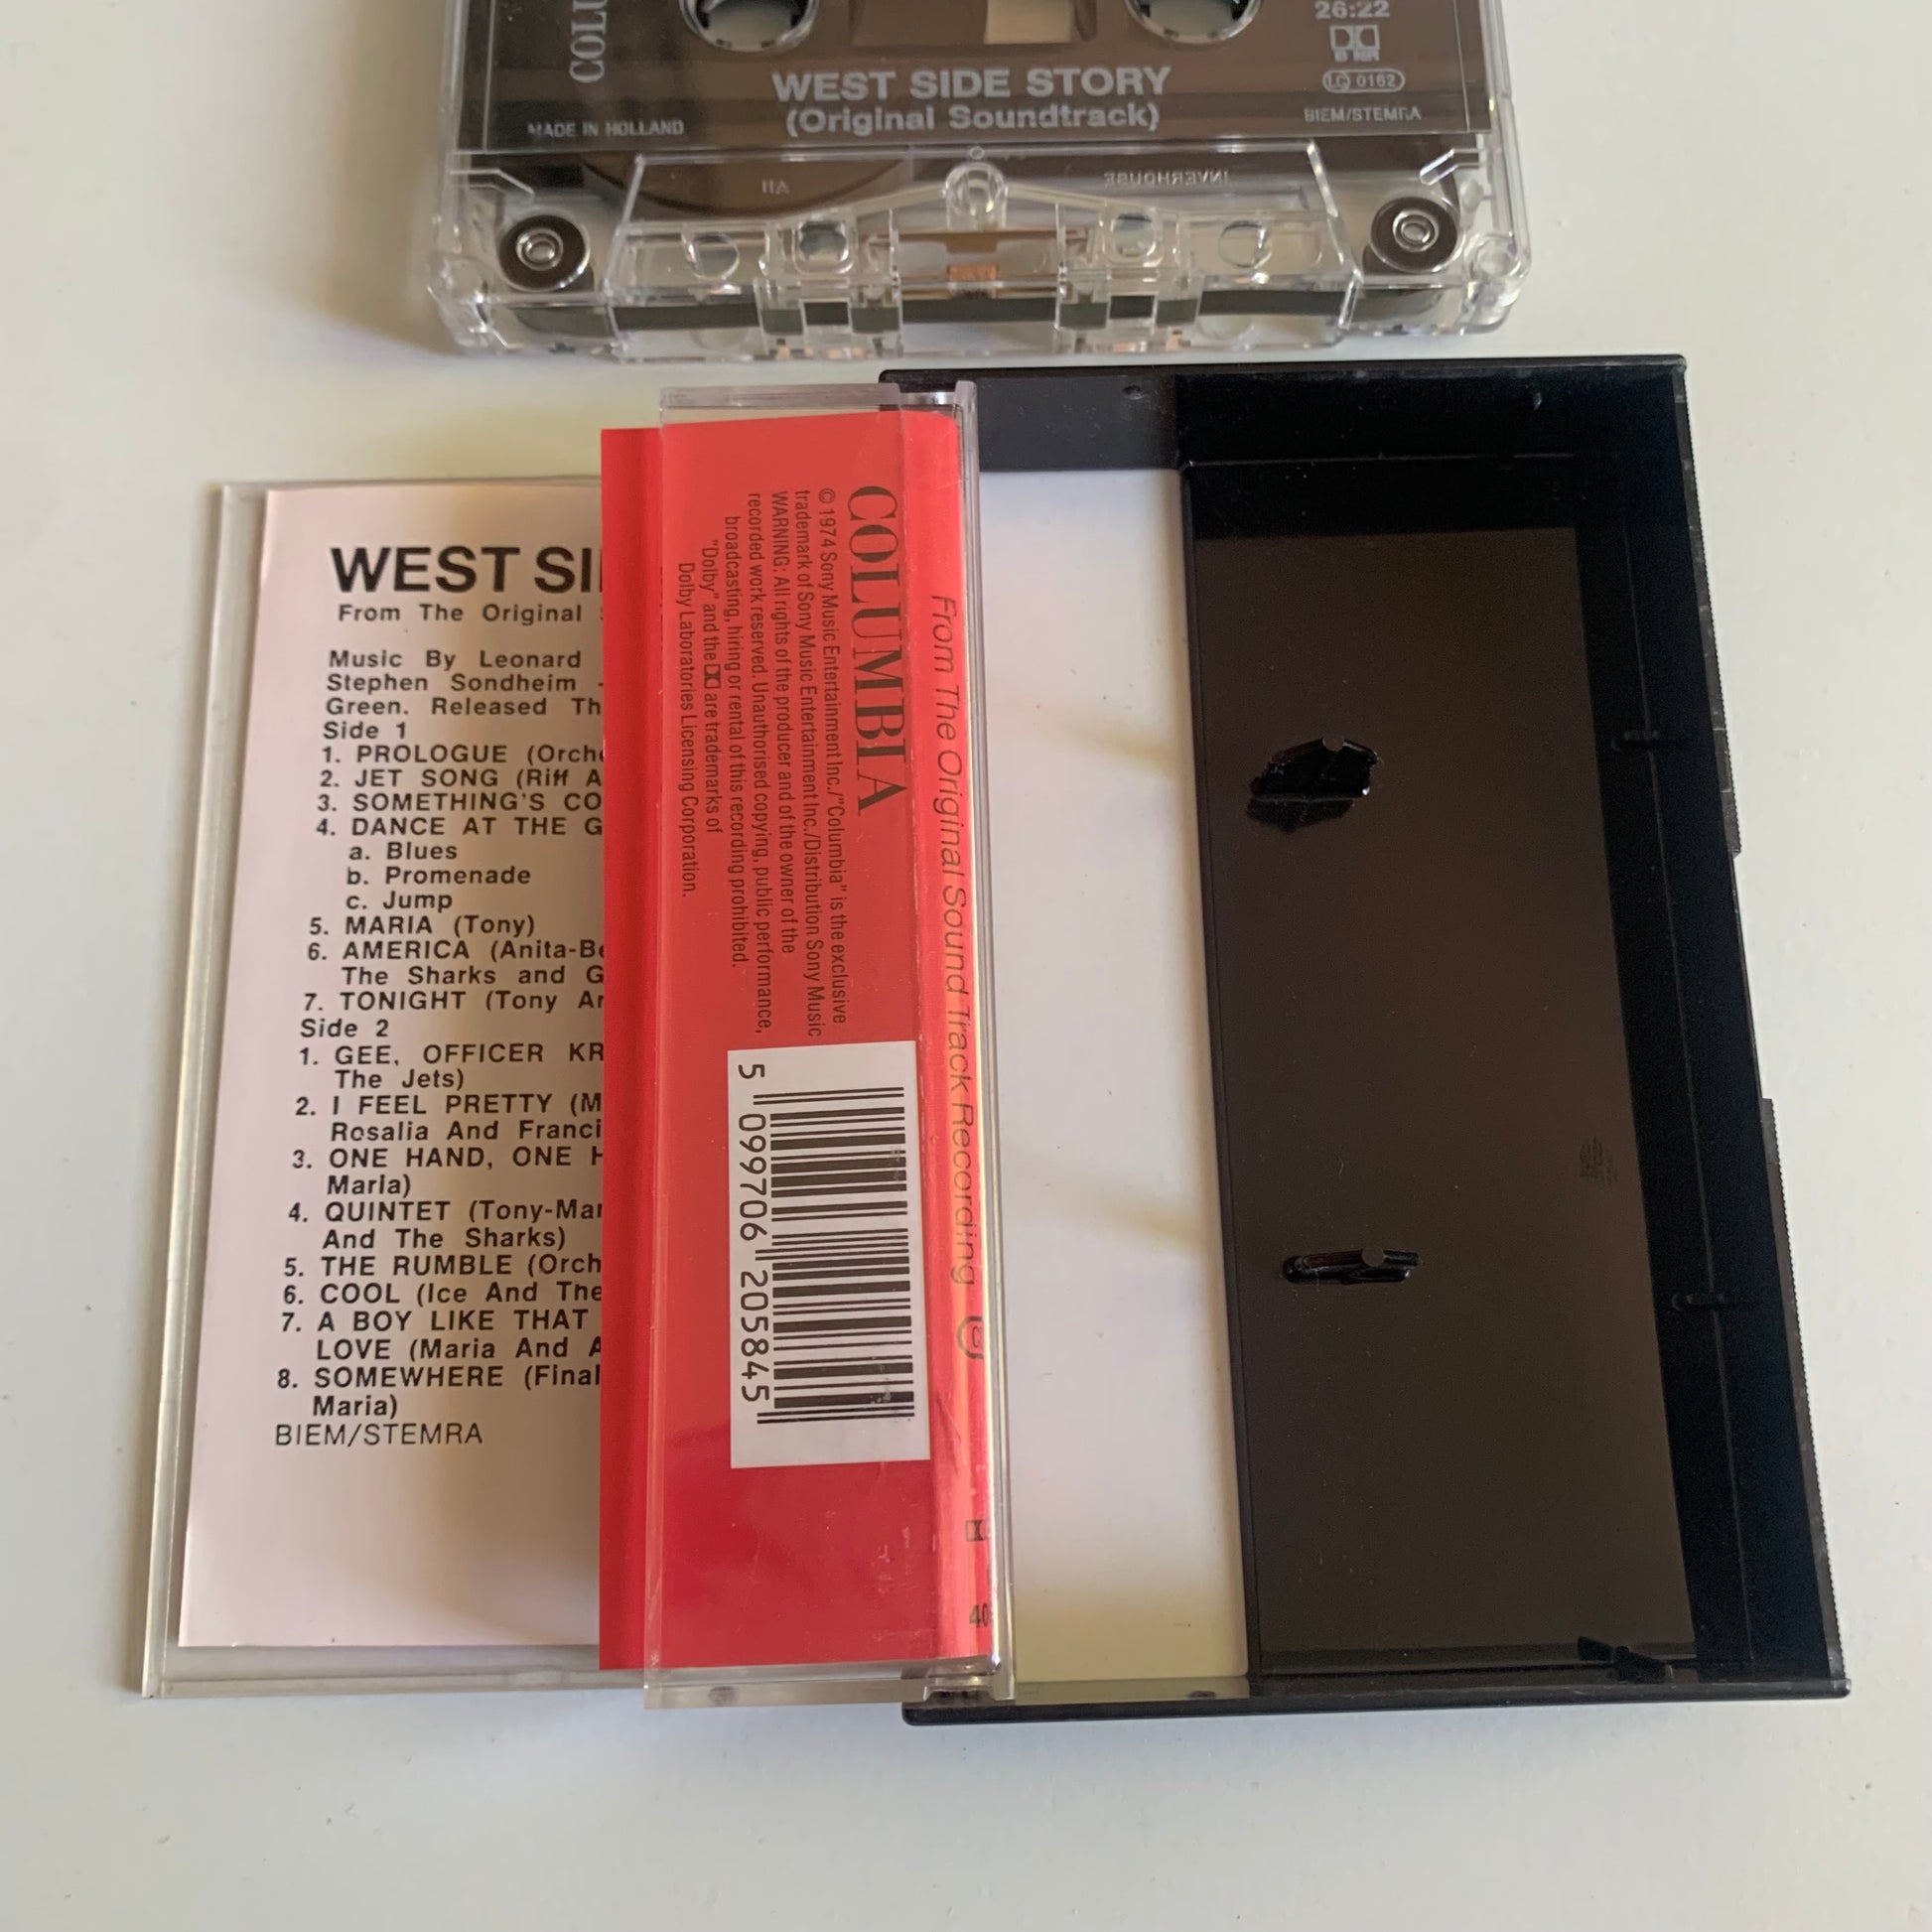 COLU
26:22
B NR
WEST SIDE STORY
LC 0162
(Original Soundtrack)
MADE IN HOLLAND
BIEM/STEMRA
All
INVERHOUSE
WEST SI
From The Original
Music By Leonard
Stephen Sondheim -
Green. Released Th
Side 1
1. PROLOGUE (Orche
2. JET SONG (Riff A
3. SOMETHING'S CO
4. DANCE AT THE G
a. Blues
b. Promenade
c. Jump
5. MARIA (Tony)
6. AMERICA (Anita-Be
The Sharks and G
7. TONIGHT (Tony An
Side 2
1. GEE, OFFICER KR
The Jets)
2. I FEEL PRETTY (M
Rosalia And Franci
3. ONE HAND, ONE H
Maria)
4. QUINTET (Tony-Mar
And The Sharks)
5. THE RUMBLE (Orch
6. COOL (Ice And The
7. A BOY LIKE THAT
LOVE (Maria And A
8. SOMEWHERE (Final
Maria)
BIEM/STEMRA
From The Original Sound Track Recording
40
COLUMBIA
© 1974 Sony Music Entertainment Inc./"Columbia" is the exclusive
trademark of Sony Music Entertainment Inc./Distribution Sony Music
WARNING: All rights of the producer and of the owner of the
recorded work reserved. Unauthorised copying, public performance,
broadcasting, hiring or rental of this recording prohibited.
"Dolby" and the are trademarks of
Dolby Laboratories Licensing Corporation.
5 099706 205845